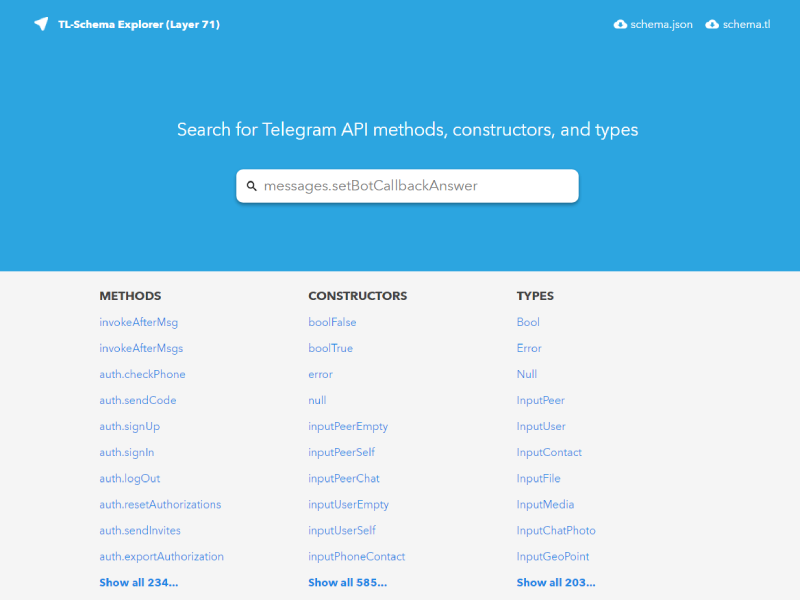 TL-Schema Explorer (Layer 71)
schema.json
schema.tl
Search for Telegram API methods, constructors, and types
messages.setBotCallbackAnswer
METHODS
invokeAfterMsg
invokeAfterMsgs
auth.checkPhone
auth.sendCode
auth.signUp
auth.signIn
auth.logOut
auth.resetAuthorizations
auth.sendInvites
auth.exportAuthorization
Show all 234...
CONSTRUCTORS
boolFalse
boolTrue
error
null
inputPeerEmpty
inputPeerSelf
inputPeerChat
inputUserEmpty
inputUserSelf
inputPhoneContact
Show all 585...
TYPES
Bool
Error
Null
InputPeer
InputUser
InputContact
InputFile
InputMedia
InputChatPhoto
InputGeoPoint
Show all 203...